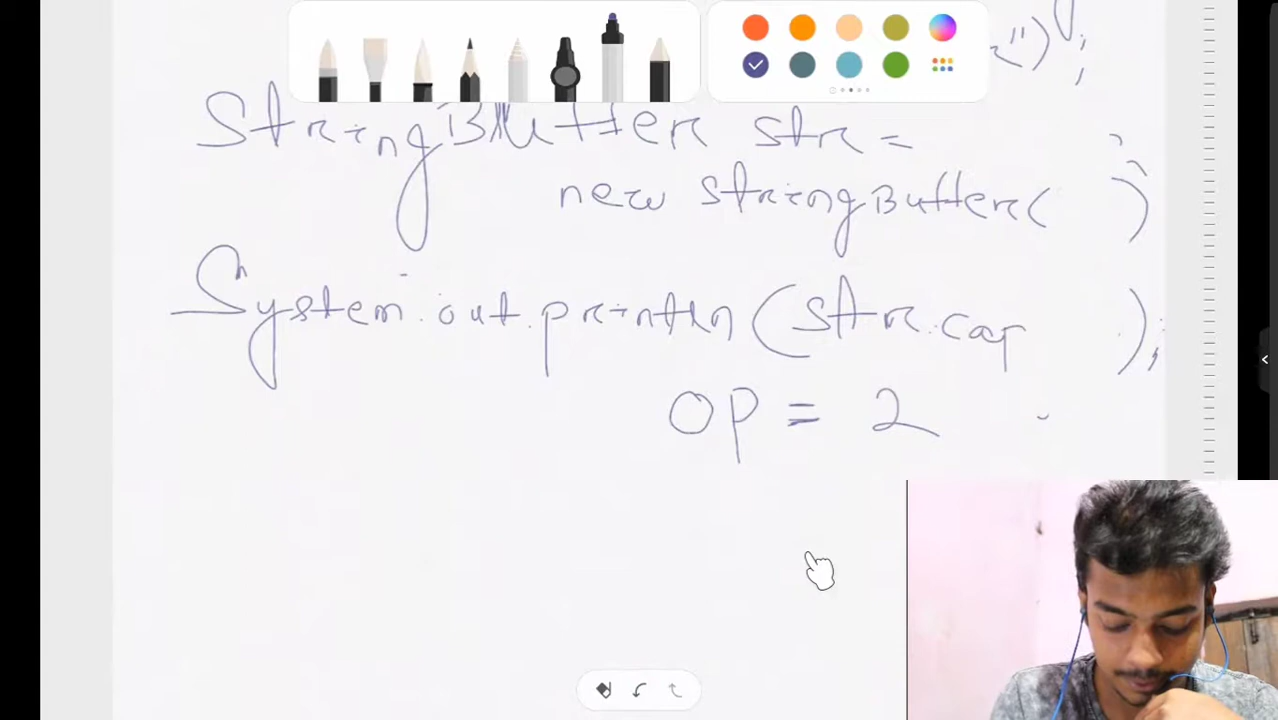 ");
StringBuffer str =
new StringBuffer( )
System.out.println(str.cap );
OP = 2